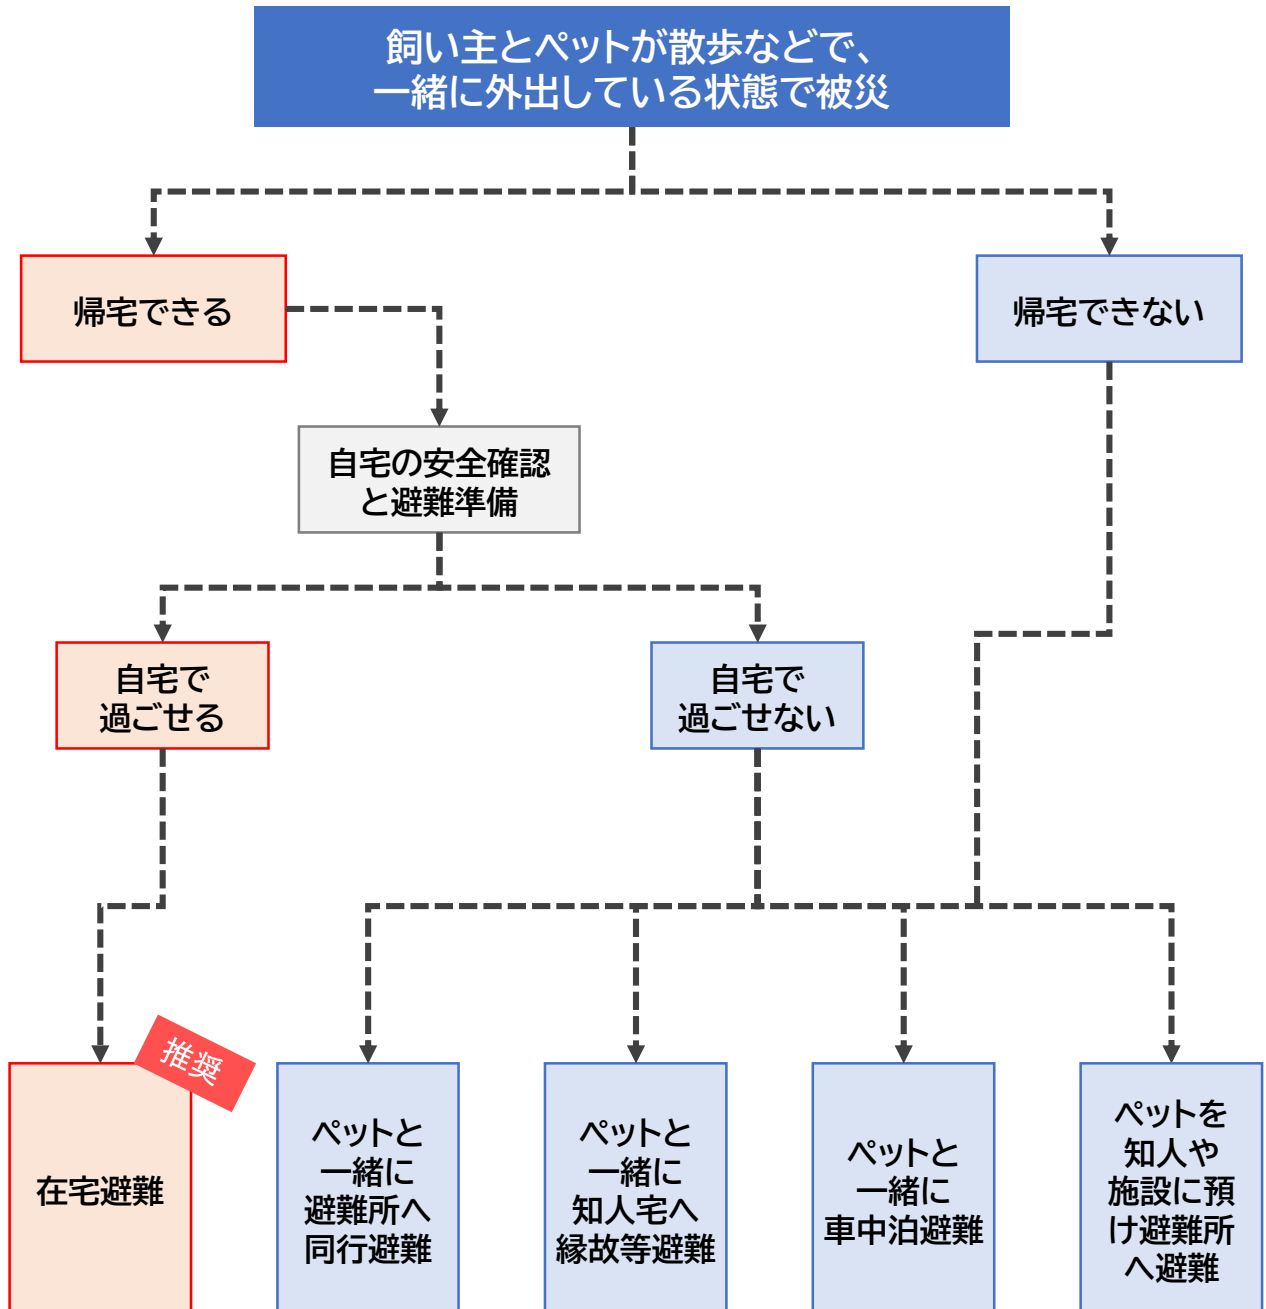 飼い主とペットが散歩などで、
一緒に外出している状態で被災
帰宅できる
帰宅できない
自宅の安全確認
と避難準備
自宅で
過ごせる
自宅で
過ごせない
推奨
在宅避難
ペットと
一緒に
避難所へ
同行避難
ペットと
一緒に
知人宅へ
縁故等避難
ペットと
一緒に
車中泊避難
ペットを
知人や
施設に預
け避難所
へ避難